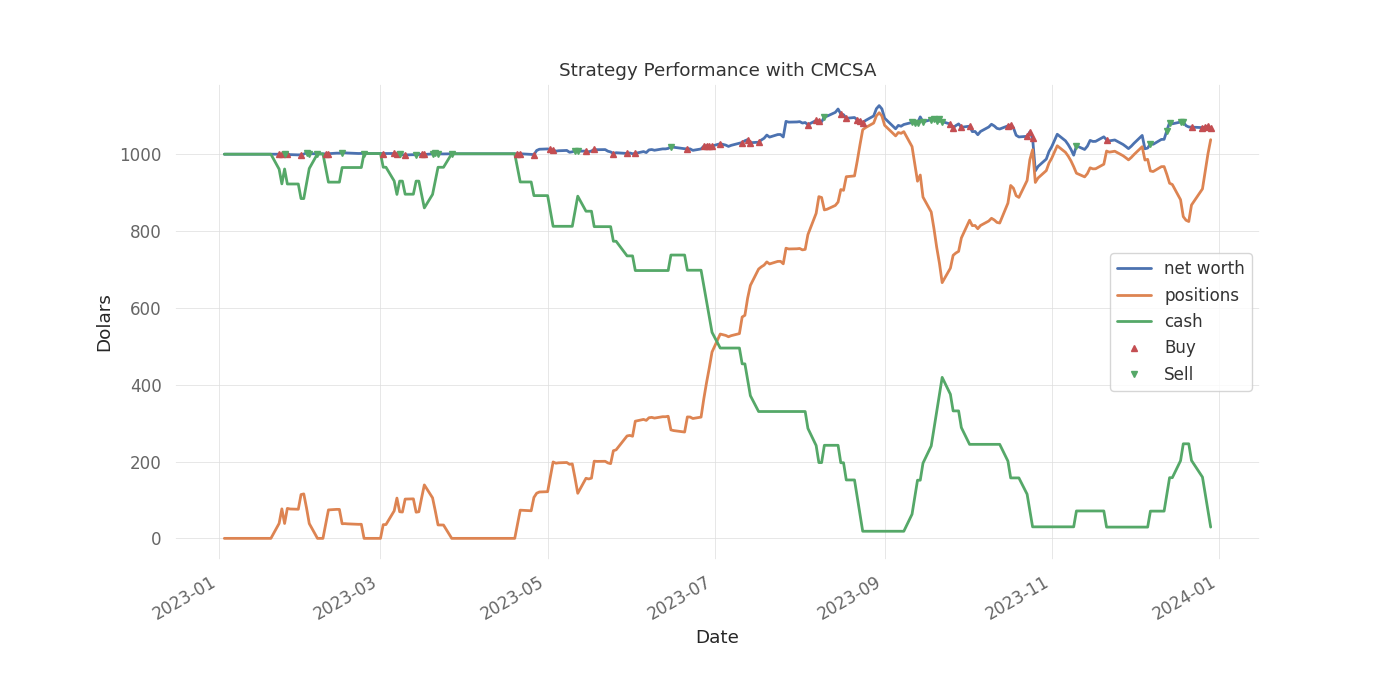 Strategy Performance with CMCSA
Dolars
1000
800
600
400
200
0
net worth
positions
cash
Buy
Sell
2023-01
2023-03
2023-05
2023-07
2023-09
2023-11
2024-01
Date